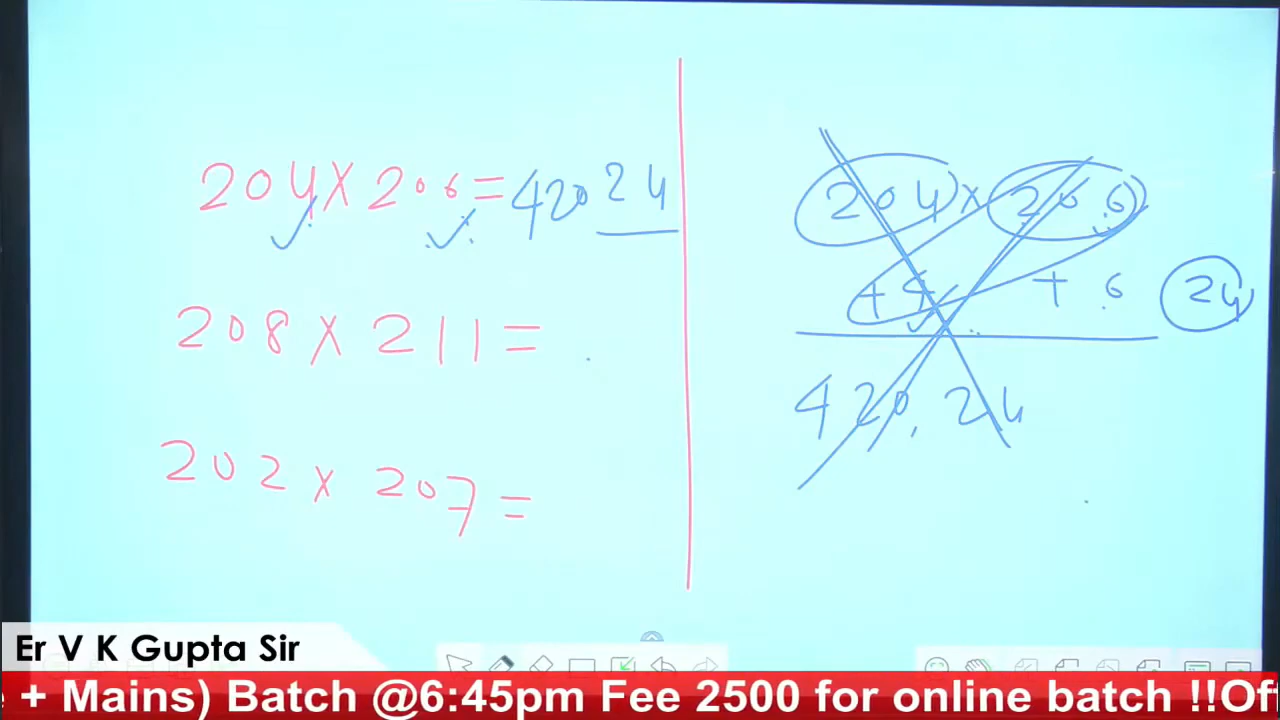 204 X 206 = 42024
208 X 211 =
202 X 207 =
204 X 206
+4 +6 24
420,24
Er V K Gupta Sir
+ Mains) Batch @6:45pm Fee 2500 for online batch !!Off